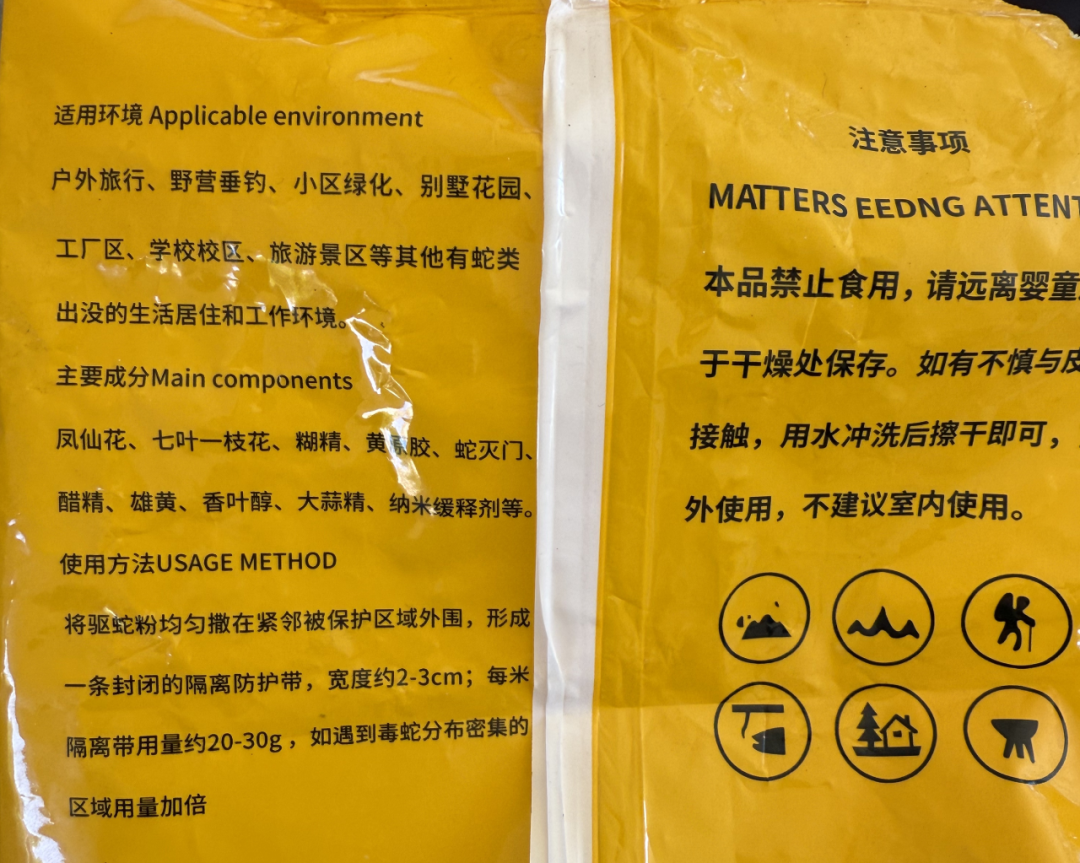 适用环境 Applicable environment
户外旅行、野营垂钓、小区绿化、别墅花园、
工厂区、学校校区、旅游景区等其他有蛇类
出没的生活居住和工作环境。
主要成分Main components
凤仙花、七叶一枝花、糊精、黄原胶、蛇灭门、
醋精、雄黄、香叶醇、大蒜精、纳米缓释剂等。
使用方法USAGE METHOD
将驱蛇粉均匀撒在紧邻被保护区域外围，形成
一条封闭的隔离防护带，宽度约2-3cm；每米
隔离带用量约20-30g，如遇到毒蛇分布密集的
区域用量加倍
注意事项
MATTERS EEDNG ATTENT
本品禁止食用，请远离婴童
于干燥处保存。如有不慎与皮
接触，用水冲洗后擦干即可，
外使用，不建议室内使用。